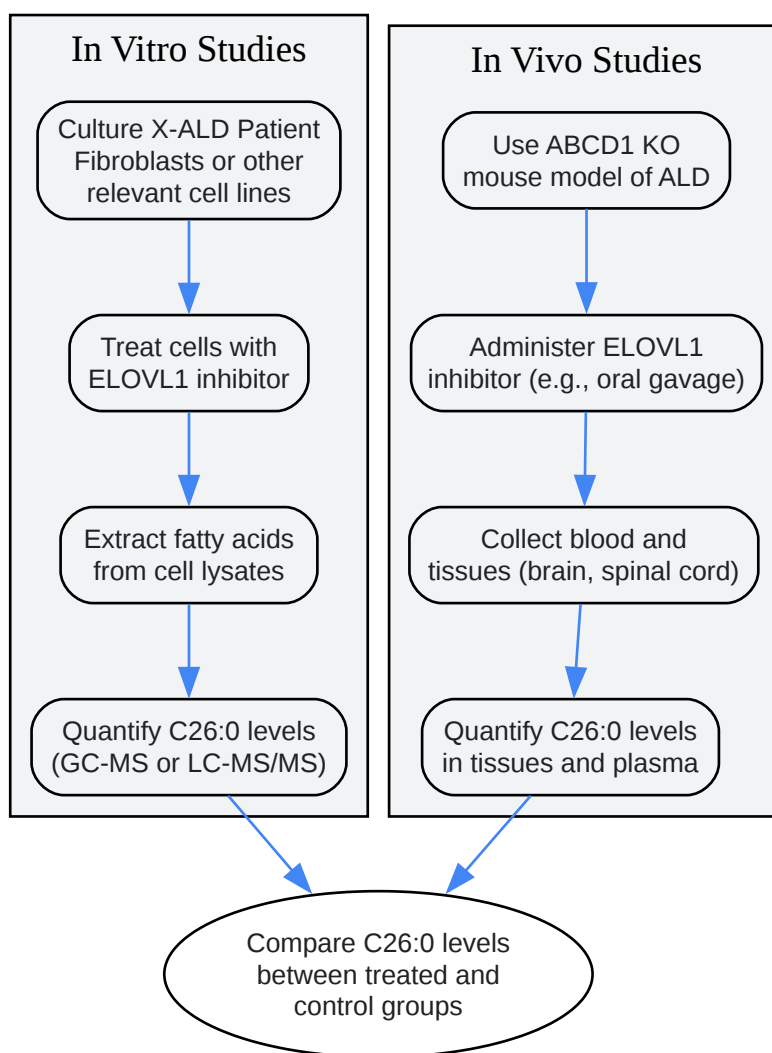 In Vitro Studies
Culture X-ALD Patient
Fibroblasts or other
relevant cell lines
Treat cells with
ELOVL1 inhibitor
Extract fatty acids
from cell lysates
Quantify C26:0 levels
(GC-MS or LC-MS/MS)
In Vivo Studies
Use ABCD1 KO
mouse model of ALD
Administer ELOVL1
inhibitor (e.g., oral gavage)
Collect blood and
tissues (brain, spinal cord)
Quantify C26:0 levels
in tissues and plasma
Compare C26:0 levels
between treated and
control groups